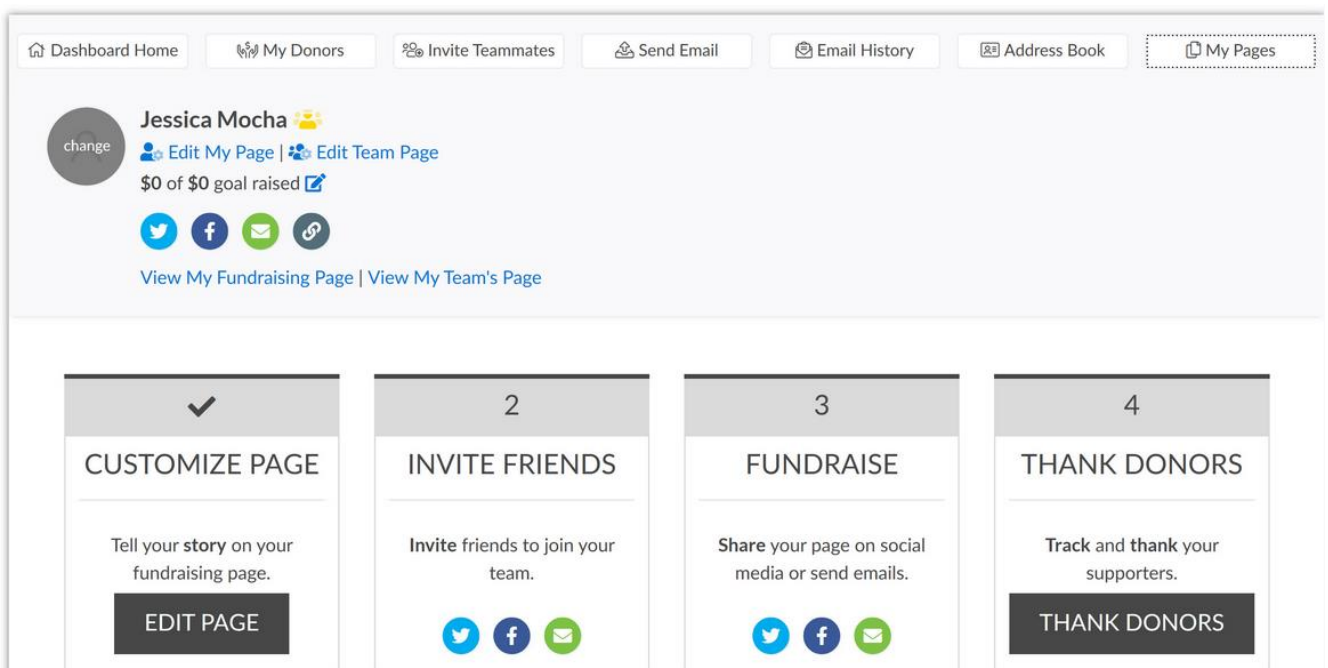 Dashboard Home
My Donors
Invite Teammates
Send Email
Email History
Address Book
My Pages
change
Jessica Mocha
Edit My Page | Edit Team Page
$0 of $0 goal raised
View My Fundraising Page | View My Team's Page
CUSTOMIZE PAGE
Tell your story on your
fundraising page.
EDIT PAGE
2
INVITE FRIENDS
Invite friends to join your
team.
3
FUNDRAISE
Share your page on social
media or send emails.
4
THANK DONORS
Track and thank your
supporters.
THANK DONORS